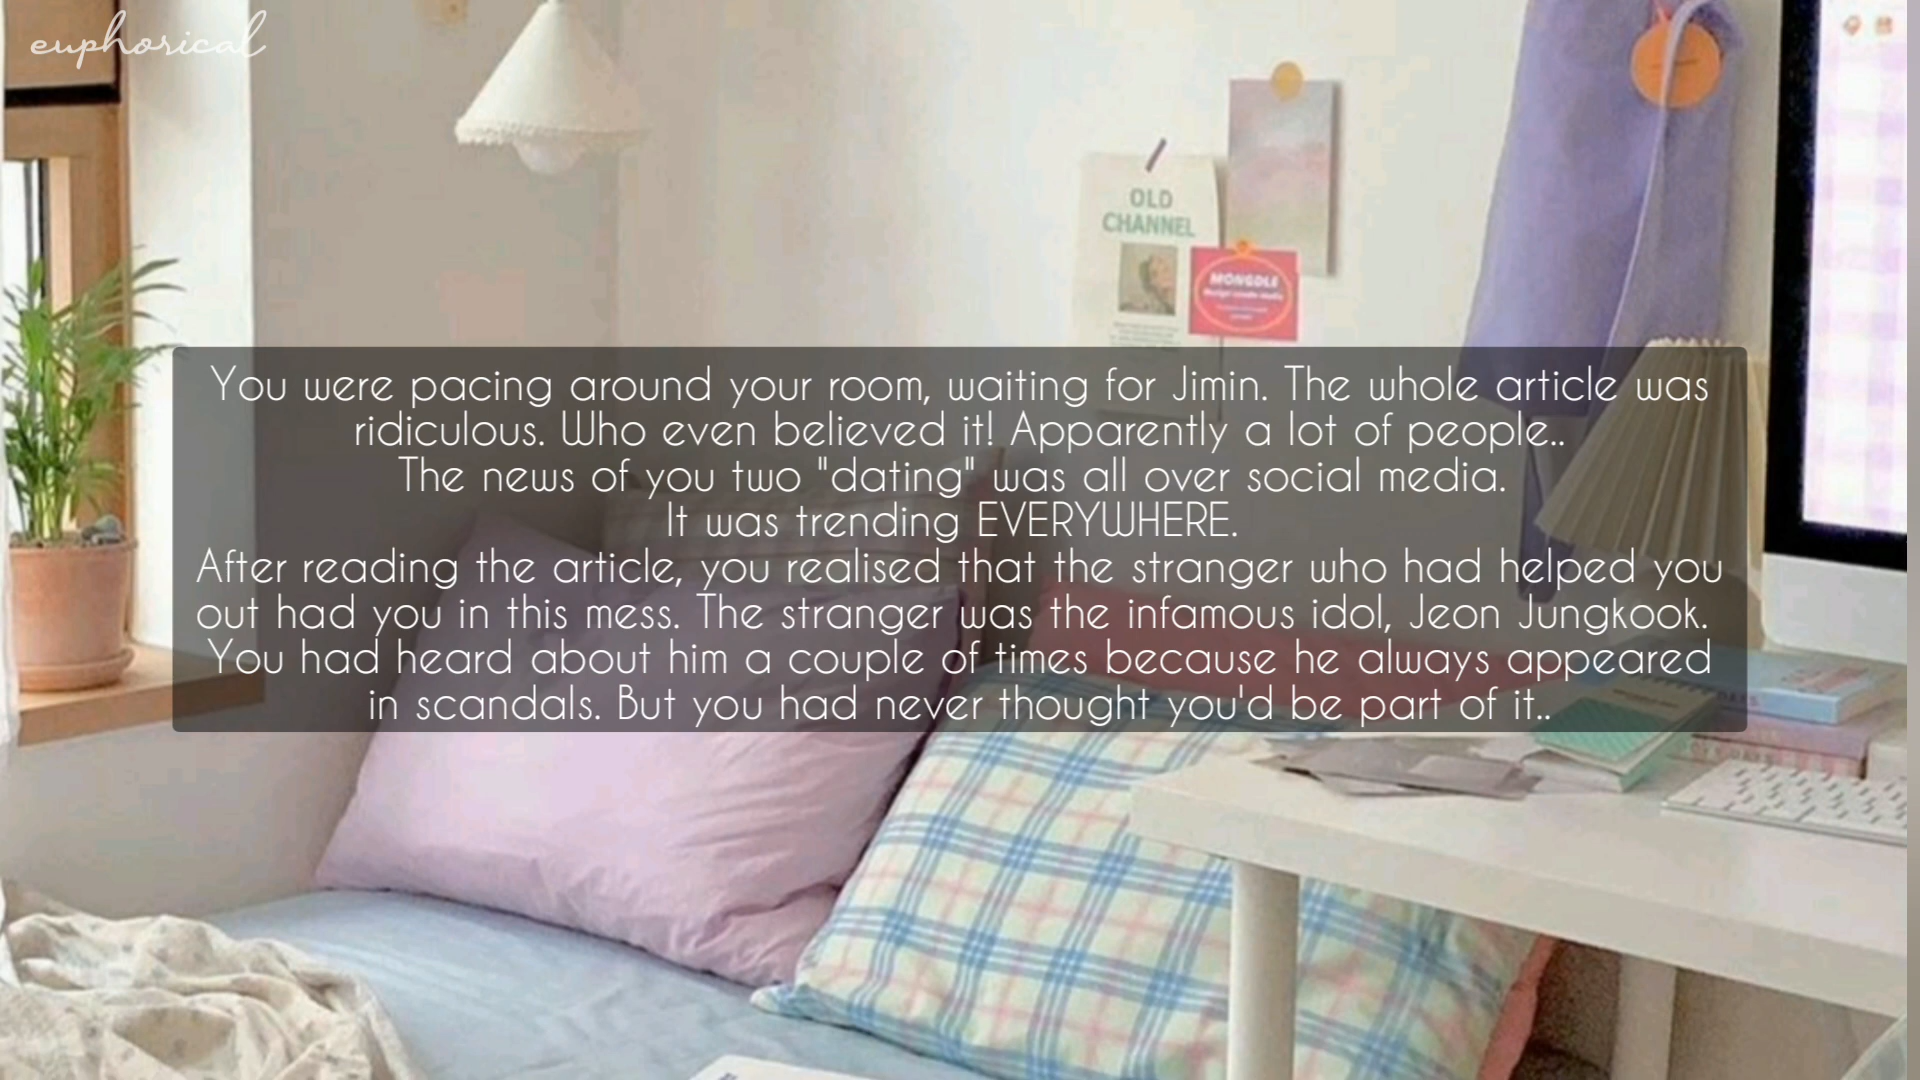 euphorical
OLD
CHANNEL
MONGDLE
You were pacing around your room, waiting for Jimin. The whole article was
ridiculous. Who even believed it! Apparently a lot of people..
The news of you two "dating" was all over social media.
It was trending EVERYWHERE.
After reading the article, you realised that the stranger who had helped you
out had you in this mess. The stranger was the infamous idol, Jeon Jungkook.
You had heard about him a couple of times because he always appeared
in scandals. But you had never thought you'd be part of it..